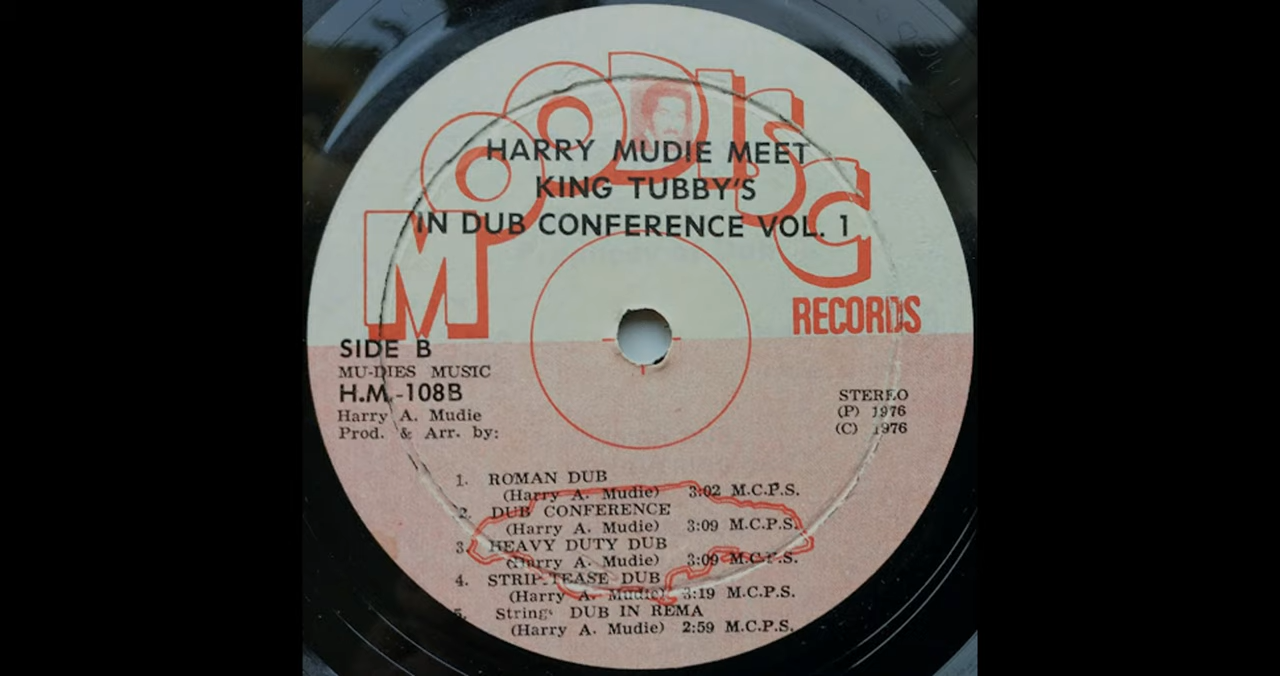 MOODISC
HARRY MUDIE MEET
KING TUBBY'S
IN DUB CONFERENCE VOL. 1
RECORDS
SIDE B
MU-DIES MUSIC
H.M.-108B
Harry A. Mudie
Prod. & Arr. by:
STEREO
(P) 1976
(C) 1976
1. ROMAN DUB
(Harry A. Mudie) 3:02 M.C.P.S.
2. DUB CONFERENCE
(Harry A. Mudie) 3:09 M.C.P.S.
3. HEAVY DUTY DUB
(Harry A. Mudie) 3:09 M.C.P.S.
4. STRIP-TEASE DUB
(Harry A. Mudie) 3:19 M.C.P.S.
5. Strings DUB IN REMA
(Harry A. Mudie) 2:59 M.C.P.S.